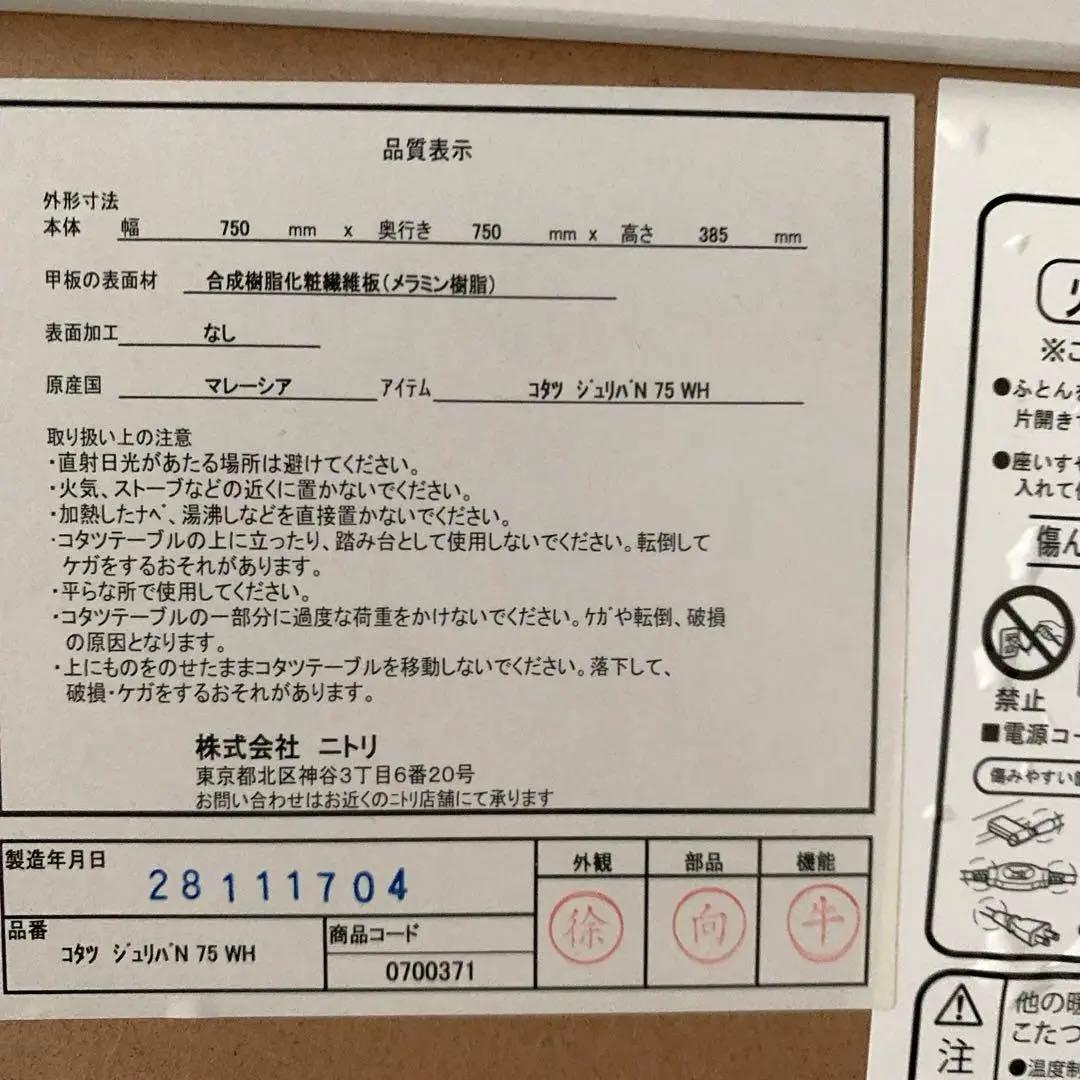 品質表示
外形寸法
本体 幅 750 mm x 奥行き 750 mm x 高さ 385 mm
甲板の表面材 合成樹脂化粧繊維板(メラミン樹脂)
表面加工 なし
原産国 マレーシア アイテム コタツ ジュリバN 75 WH
取り扱い上の注意
・直射日光があたる場所は避けてください。
・火気、ストーブなどの近くに置かないでください。
・加熱したナベ、湯沸しなどを直接置かないでください。
・コタツテーブルの上に立ったり、踏み台として使用しないでください。転倒して
ケガをするおそれがあります。
・平らな所で使用してください。
・コタツテーブルの一部分に過度な荷重をかけないでください。ケガや転倒、破損
の原因となります。
・上にものをのせたままコタツテーブルを移動しないでください。落下して、
破損・ケガをするおそれがあります。
株式会社 ニトリ
東京都北区神谷3丁目6番20号
お問い合わせはお近くのニトリ店舗にて承ります
製造年月日
28111704
外観 部品 機能
徐 向 牛
品番
コタツ ジュリバN 75 WH
商品コード
0700371
※こ
●ふとんを
片開き
●座いすや
入れて
傷ん
禁止
■電源コー
傷みやすい
注
他の暖
こたつ
●温度制